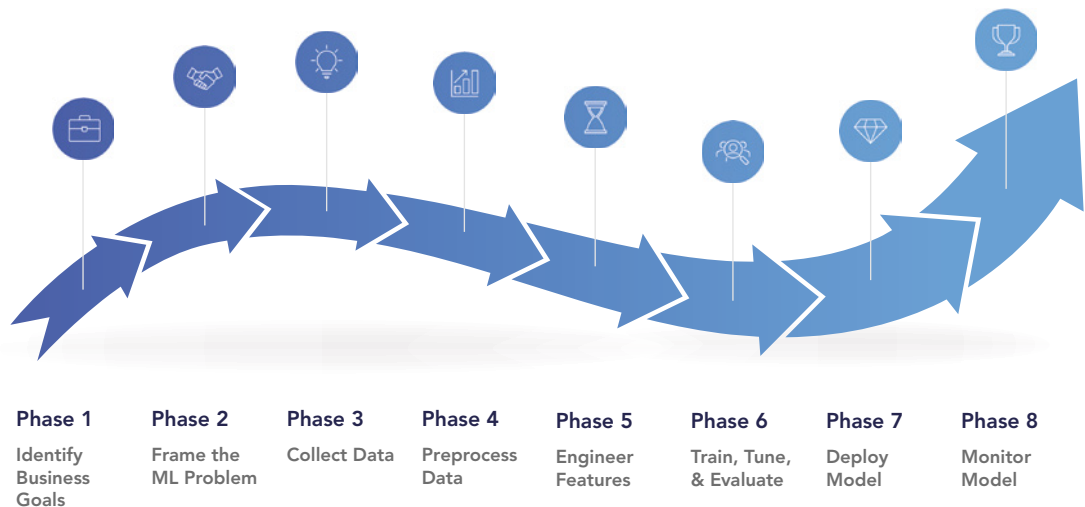 Phase 1
Identify
Business
Goals
Phase 2
Frame the
ML Problem
Phase 3
Collect Data
Phase 4
Preprocess
Data
Phase 5
Engineer
Features
Phase 6
Train, Tune,
& Evaluate
Phase 7
Deploy
Model
Phase 8
Monitor
Model